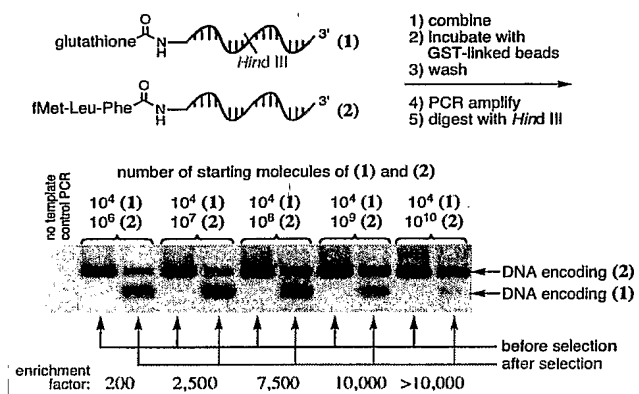 glutathione C O N H 3' (1)
Hind III
fMet-Leu-Phe C O N H 3' (2)
1) combine
2) Incubate with
GST-linked beads
3) wash
4) PCR amplify
5) digest with Hind III
no template
control PCR
number of starting molecules of (1) and (2)
10⁴ (1) 10⁴ (1) 10⁴ (1) 10⁴ (1) 10⁴ (1)
10⁶ (2) 10⁷ (2) 10⁸ (2) 10⁹ (2) 10¹⁰ (2)
DNA encoding (2)
DNA encoding (1)
before selection
after selection
enrichment
factor: 200 2,500 7,500 10,000 >10,000